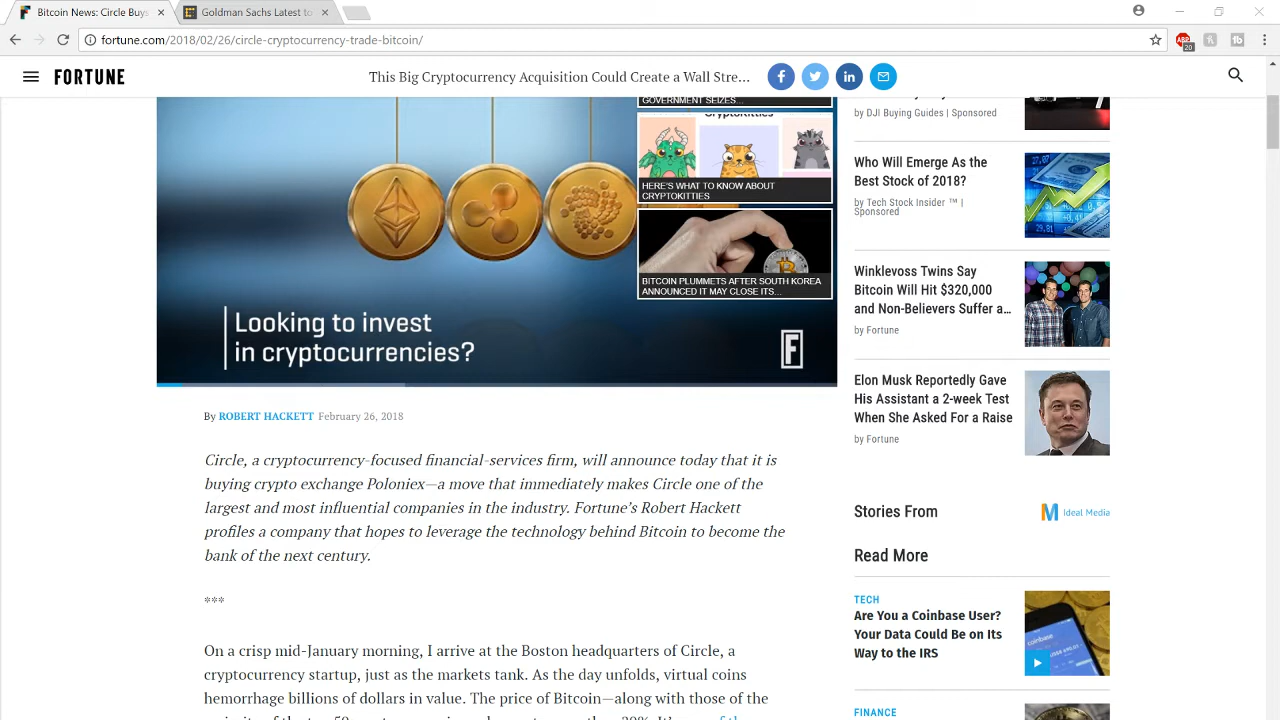 Bitcoin News: Circle Buys
Goldman Sachs Latest to
fortune.com/2018/02/26/circle-cryptocurrency-trade-bitcoin/
ABP
20
FORTUNE
This Big Cryptocurrency Acquisition Could Create a Wall Stre...
GOVERNMENT SEIZES...
CryptoKitties
HERE'S WHAT TO KNOW ABOUT
CRYPTOKITTIES
BITCOIN PLUMMETS AFTER SOUTH KOREA
ANNOUNCED IT MAY CLOSE ITS...
Looking to invest
in cryptocurrencies?
F
By ROBERT HACKETT February 26, 2018
Circle, a cryptocurrency-focused financial-services firm, will announce today that it is
buying crypto exchange Poloniex—a move that immediately makes Circle one of the
largest and most influential companies in the industry. Fortune's Robert Hackett
profiles a company that hopes to leverage the technology behind Bitcoin to become the
bank of the next century.
***
On a crisp mid-January morning, I arrive at the Boston headquarters of Circle, a
cryptocurrency startup, just as the markets tank. As the day unfolds, virtual coins
hemorrhage billions of dollars in value. The price of Bitcoin—along with those of the
by DJI Buying Guides | Sponsored
Who Will Emerge As the
Best Stock of 2018?
by Tech Stock Insider ™ |
Sponsored
Winklevoss Twins Say
Bitcoin Will Hit $320,000
and Non-Believers Suffer a...
by Fortune
Elon Musk Reportedly Gave
His Assistant a 2-week Test
When She Asked For a Raise
by Fortune
Stories From
Ideal Media
Read More
TECH
Are You a Coinbase User?
Your Data Could Be on Its
Way to the IRS
coinbase
FINANCE